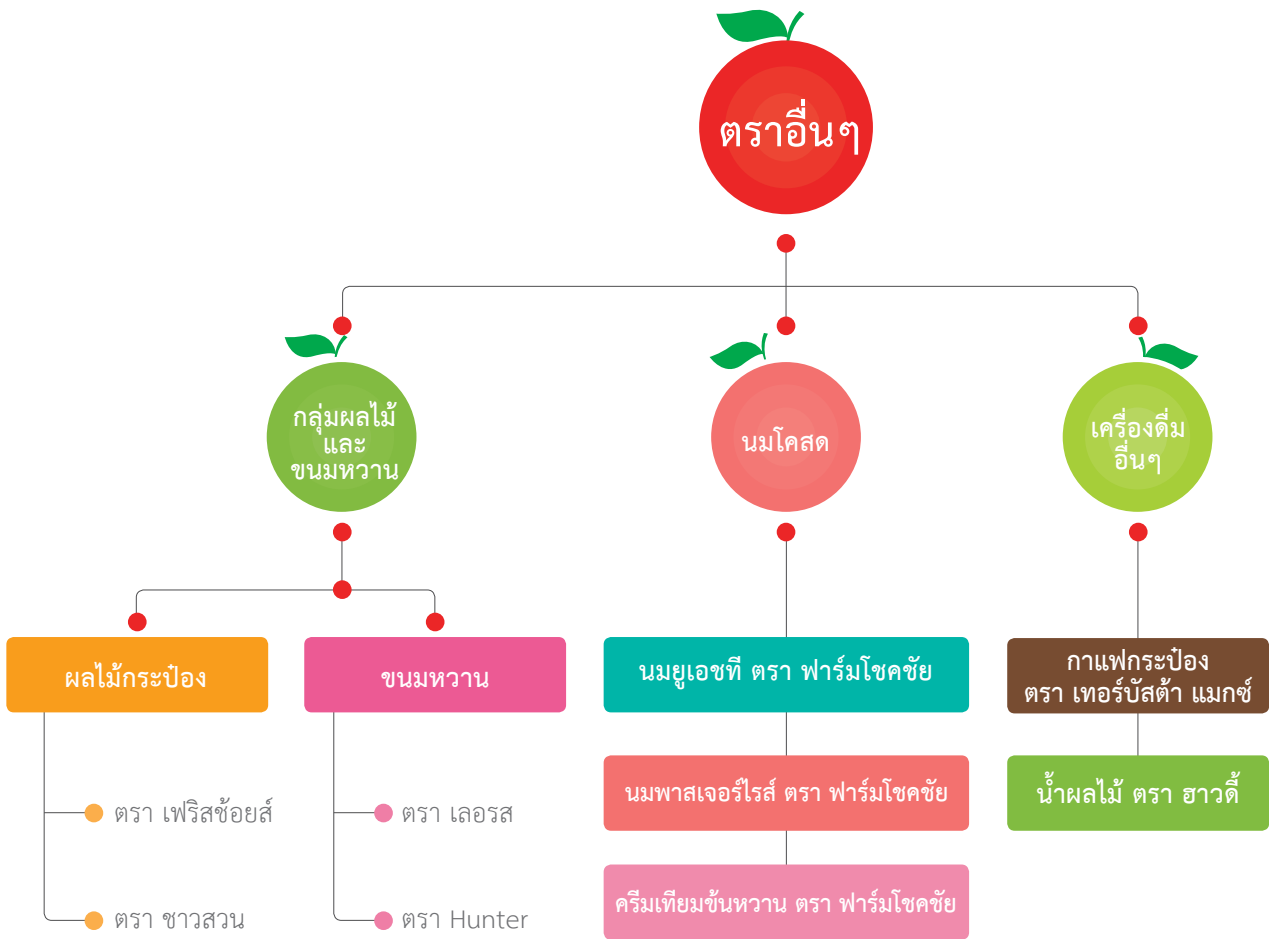 ตราอื่นๆ
กลุ่มผลไม้
และ
ขนมหวาน
นมโคสด
เครื่องดื่ม
อื่นๆ
ผลไม้กระป๋อง
ตรา เฟริสช้อยส์
ตรา ชาวสวน
ขนมหวาน
ตรา เลอรส
ตรา Hunter
นมยูเอชที ตรา ฟาร์มโชคชัย
นมพาสเจอร์ไรส์ ตรา ฟาร์มโชคชัย
ครีมเทียมข้นหวาน ตรา ฟาร์มโชคชัย
กาแฟกระป๋อง
ตรา เทอร์บัสต้า แมกซ์
น้ำผลไม้ ตรา ฮาวดี้